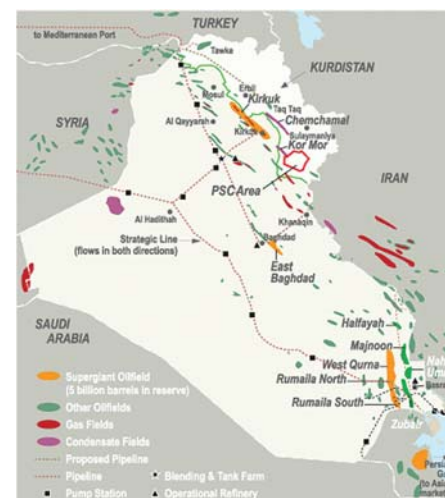 TURKEY
to Mediterranean Port
Tawka
KURDISTAN
Mosul
Erbil
Kirkuk
Taq Taq
Chemchamal
SYRIA
Al Qayyarah
Kirkuk
Sulaymaniya
Kor Mor
PSC Area
IRAN
Al Hadithah
Khanaqin
Strategic Line
(flows in both directions)
Baghdad
East
Baghdad
SAUDI
ARABIA
Halfayah
Majnoon
West Qurna
Rumaila North
Rumaila South
Zubair
Supergiant Oilfield
(5 billion barrels in reserve)
Other Oilfields
Gas Fields
Condensate Fields
Proposed Pipeline
Pipeline
Blending & Tank Farm
Pump Station
Operational Refinery